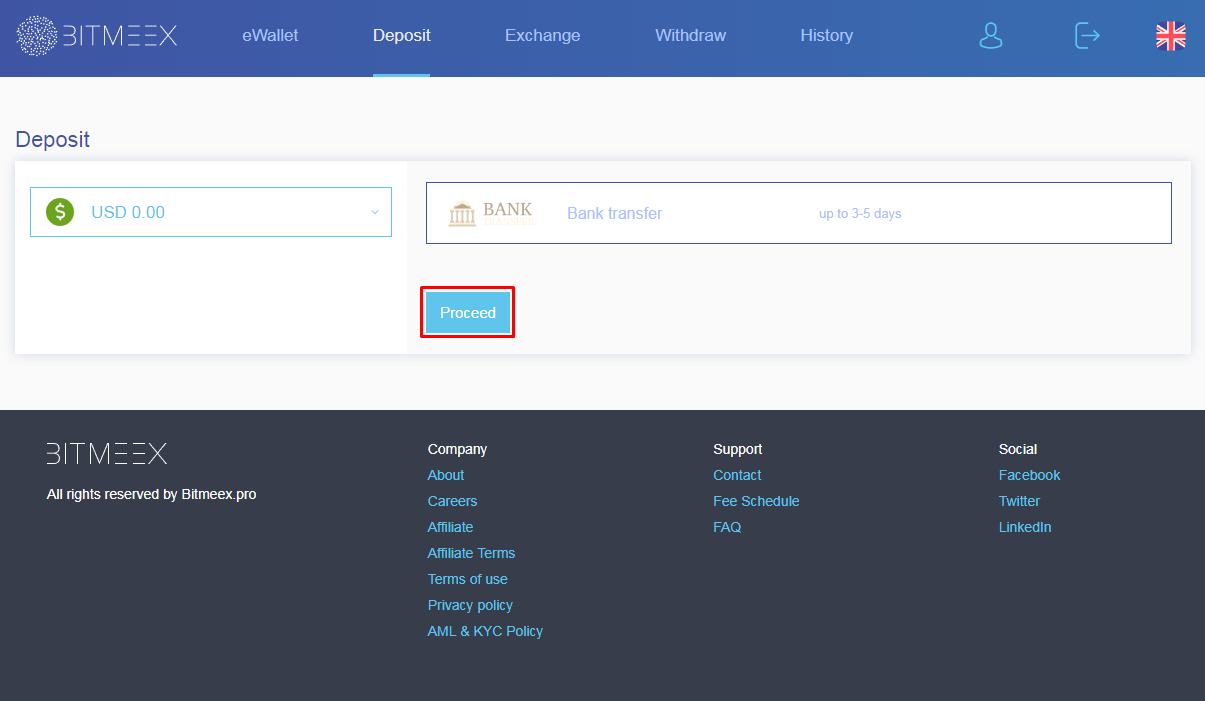 BITMEEX eWallet Deposit Exchange Withdraw History
Deposit
USD 0.00
BANK Bank transfer up to 3-5 days
Proceed
BITMEEX
All rights reserved by Bitmeex.pro
Company
About
Careers
Affiliate
Affiliate Terms
Terms of use
Privacy policy
AML & KYC Policy
Support
Contact
Fee Schedule
FAQ
Social
Facebook
Twitter
LinkedIn